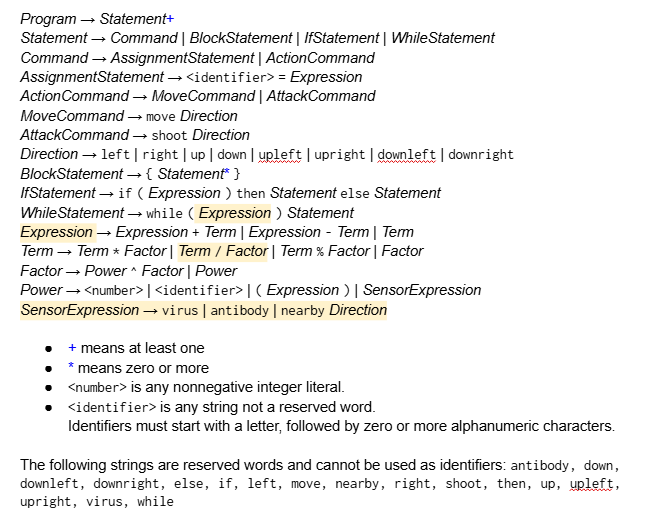 Program → Statement+
Statement → Command | BlockStatement | IfStatement | WhileStatement
Command → AssignmentStatement | ActionCommand
AssignmentStatement → <identifier> = Expression
ActionCommand → MoveCommand | AttackCommand
MoveCommand → move Direction
AttackCommand → shoot Direction
Direction → left | right | up | down | upleft | upright | downleft | downright
BlockStatement → { Statement* }
IfStatement → if ( Expression ) then Statement else Statement
WhileStatement → while ( Expression ) Statement
Expression → Expression + Term | Expression - Term | Term
Term → Term * Factor | Term / Factor | Term % Factor | Factor
Factor → Power ^ Factor | Power
Power → <number> | <identifier> | ( Expression ) | SensorExpression
SensorExpression → virus | antibody | nearby Direction
● + means at least one
● * means zero or more
● <number> is any nonnegative integer literal.
● <identifier> is any string not a reserved word.
Identifiers must start with a letter, followed by zero or more alphanumeric characters.
The following strings are reserved words and cannot be used as identifiers: antibody, down,
downleft, downright, else, if, left, move, nearby, right, shoot, then, up, upleft,
upright, virus, while